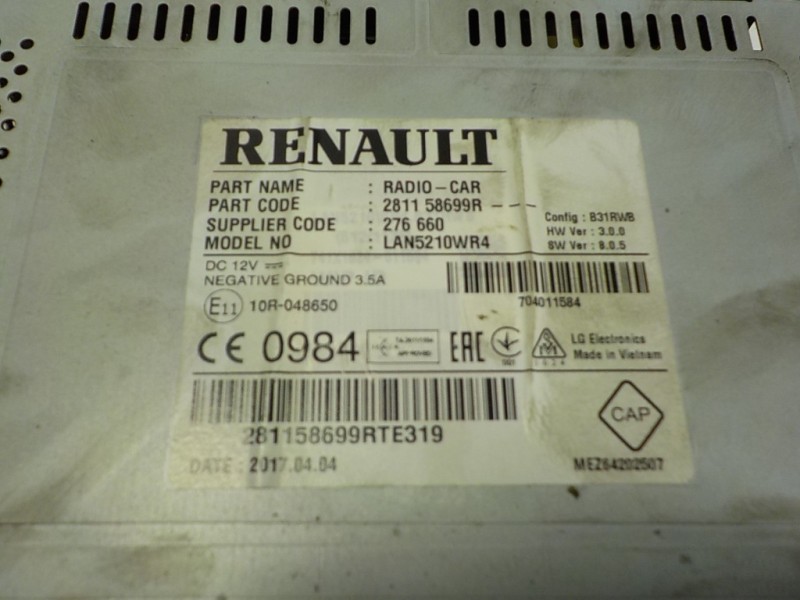 RENAULT
PART NAME : RADIO-CAR
PART CODE : 2811 58699R ---
SUPPLIER CODE : 276 660
MODEL NO : LAN5210WR4
Config : B31RWB
HW Ver : 3.0.0
SW Ver : 8.0.5
DC 12V
NEGATIVE GROUND 3.5A
704011584
E11 10R-048650
CE 0984
EAC
LG Electronics
Made in Vietnam
281158699RTE319
CAP
DATE : 2017.04.04
MEZ64202507